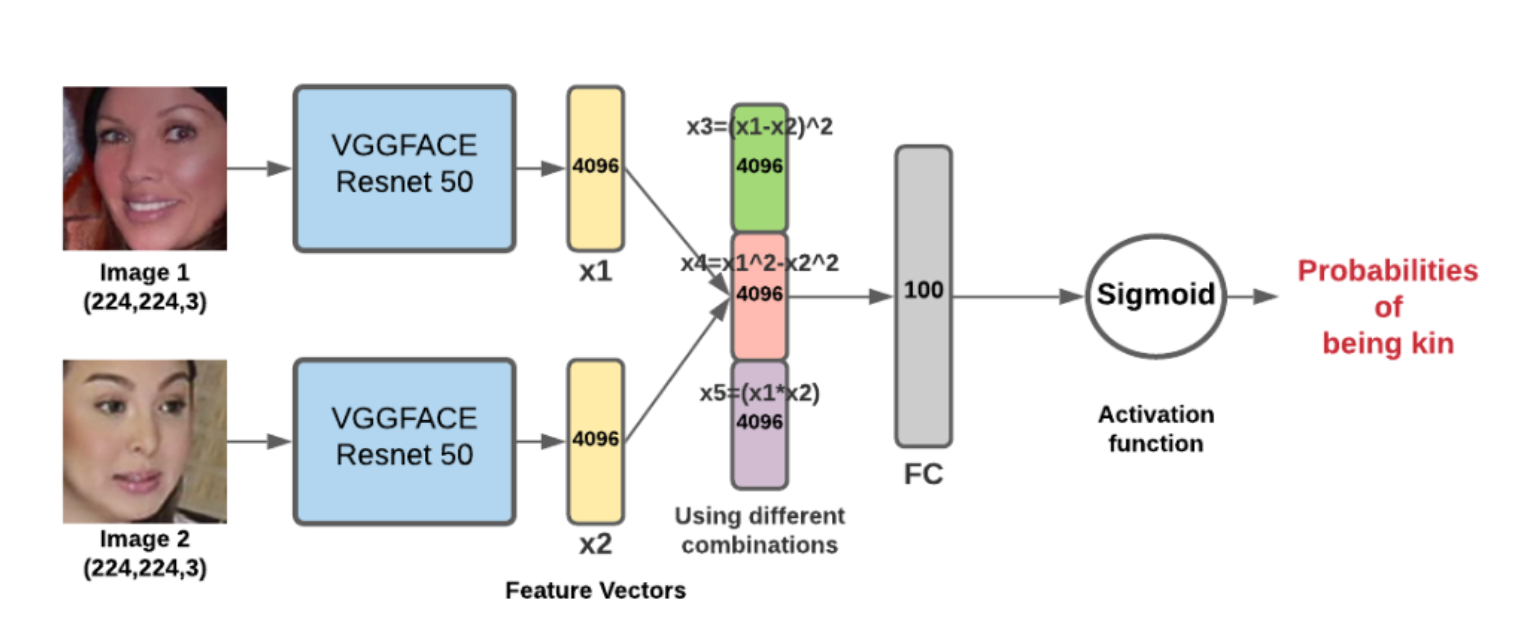 VGGFACE
Resnet 50
4096
x1
Image 1
(224,224,3)
VGGFACE
Resnet 50
4096
x2
Image 2
(224,224,3)
Feature Vectors
x3=(x1-x2)^2
4096
x4=x1^2-x2^2
4096
x5=(x1*x2)
4096
Using different
combinations
100
FC
Sigmoid
Activation
function
Probabilities
of
being kin